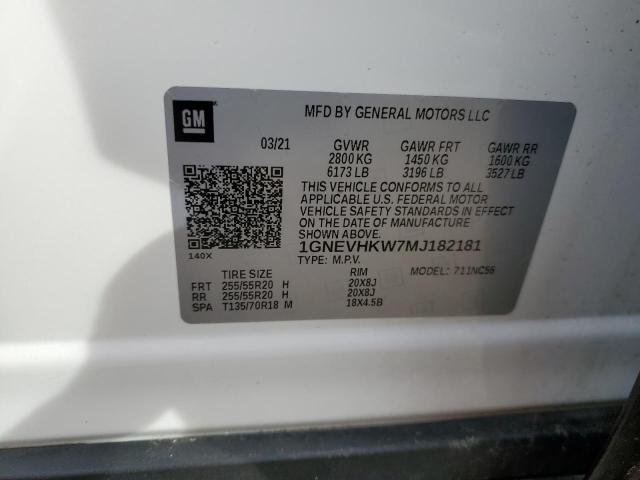 GM
MFD BY GENERAL MOTORS LLC
03/21 GVWR GAWR FRT GAWR RR
2800 KG 1450 KG 1600 KG
6173 LB 3196 LB 3527 LB
THIS VEHICLE CONFORMS TO ALL
APPLICABLE U.S. FEDERAL MOTOR
VEHICLE SAFETY STANDARDS IN EFFECT
ON THE DATE OF MANUFACTURE
SHOWN ABOVE.
1GNEVHKW7MJ182181
140X
TYPE: M.P.V. MODEL: 711NC56
TIRE SIZE RIM
FRT 255/55R20 H 20X8J
RR 255/55R20 H 20X8J
SPA T135/70R18 M 18X4.5B